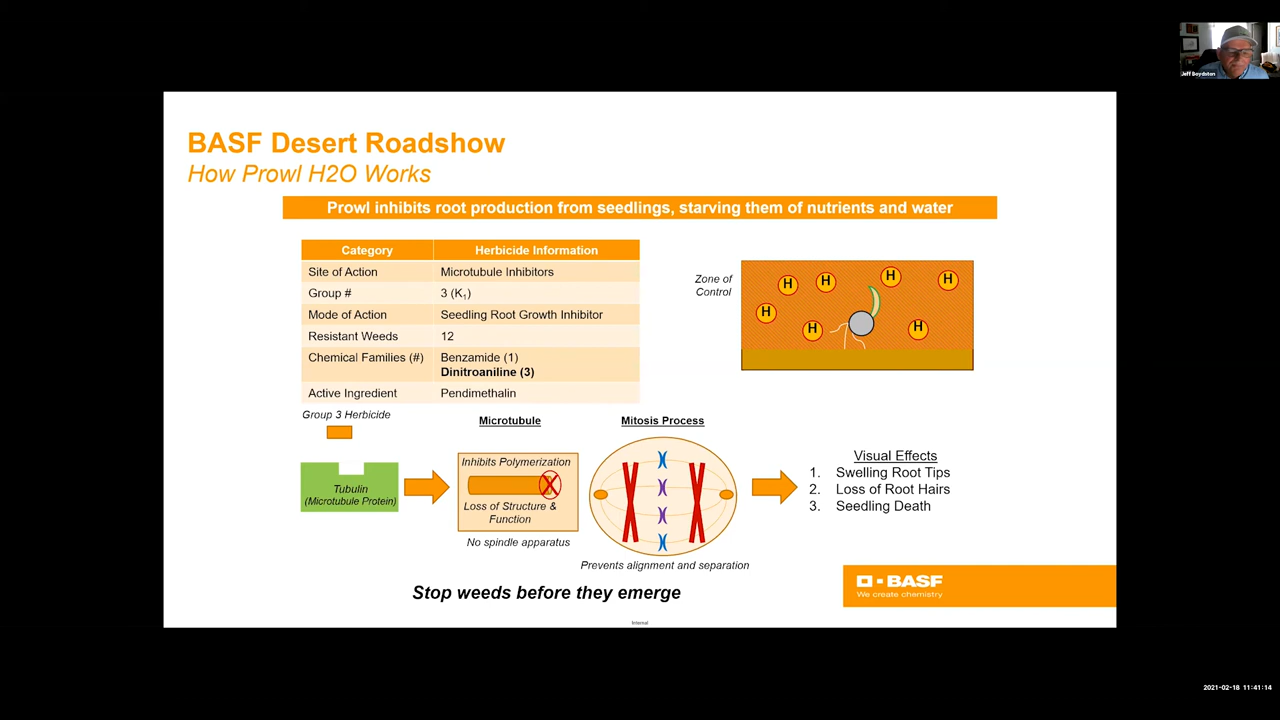 Jeff Boydston
BASF Desert Roadshow
How Prowl H2O Works
Prowl inhibits root production from seedlings, starving them of nutrients and water
Category Herbicide Information
Site of Action Microtubule Inhibitors
Group # 3 (K1)
Mode of Action Seedling Root Growth Inhibitor
Resistant Weeds 12
Chemical Families (#) Benzamide (1)
Dinitroaniline (3)
Active Ingredient Pendimethalin
Zone of
Control
H H H H
H H H
Group 3 Herbicide
Tubulin
(Microtubule Protein)
Microtubule
Inhibits Polymerization
Loss of Structure &
Function
No spindle apparatus
Mitosis Process
Prevents alignment and separation
Visual Effects
1. Swelling Root Tips
2. Loss of Root Hairs
3. Seedling Death
Stop weeds before they emerge
BASF
We create chemistry
Internal
2021-02-18 11:41:14